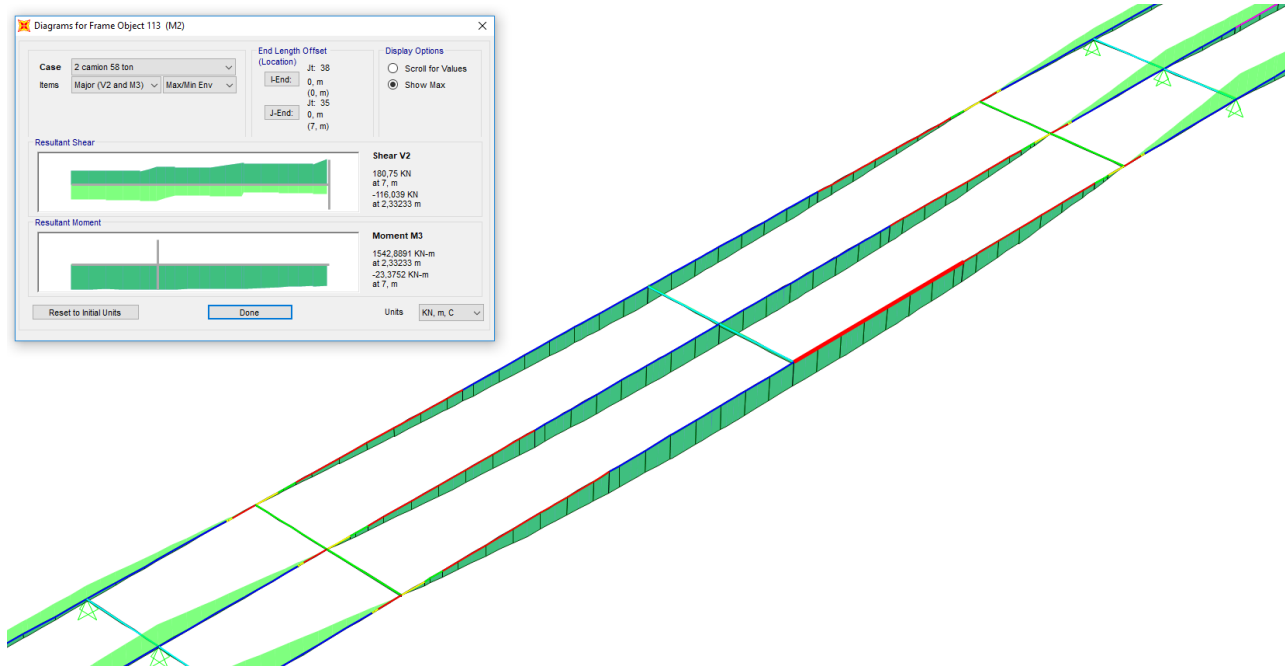 Diagrams for Frame Object 113 (M2)
Case 2 camion 58 ton
Items Major (V2 and M3) Max/Min Env
End Length Offset
(Location)
I-End:
Jt: 38
0, m
(0, m)
J-End:
Jt: 35
0, m
(7, m)
Display Options
Scroll for Values
Show Max
Resultant Shear
Shear V2
180,75 KN
at 7, m
-116,039 KN
at 2,33233 m
Resultant Moment
Moment M3
1542,8891 KN-m
at 2,33233 m
-23,3752 KN-m
at 7, m
Reset to Initial Units
Done
Units KN, m, C